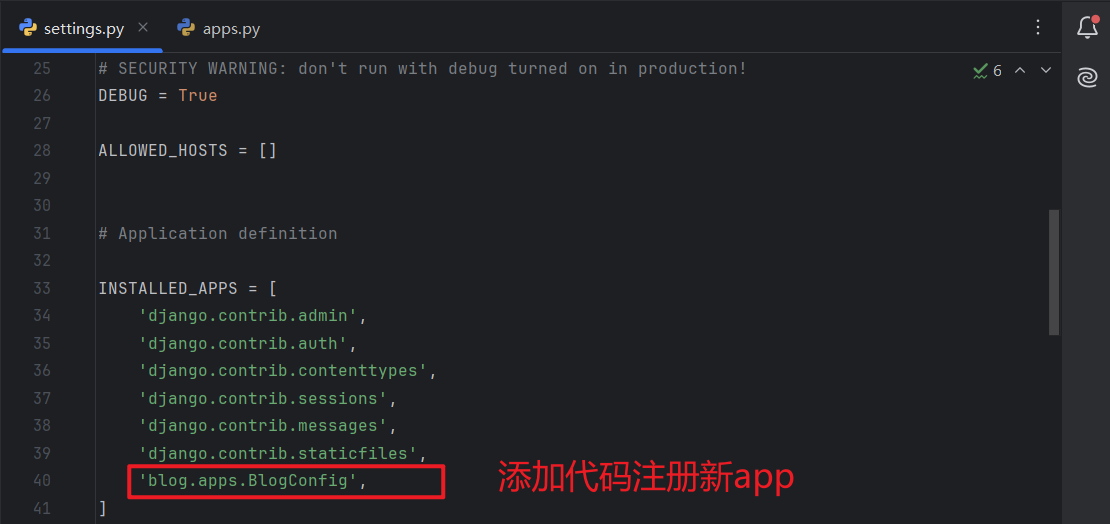 settings.py apps.py
25 # SECURITY WARNING: don't run with debug turned on in production!
6
26 DEBUG = True
27
28 ALLOWED_HOSTS = []
29
30
31 # Application definition
32
33 INSTALLED_APPS = [
34 'django.contrib.admin',
35 'django.contrib.auth',
36 'django.contrib.contenttypes',
37 'django.contrib.sessions',
38 'django.contrib.messages',
39 'django.contrib.staticfiles',
40 'blog.apps.BlogConfig',
添加代码注册新app
41 ]